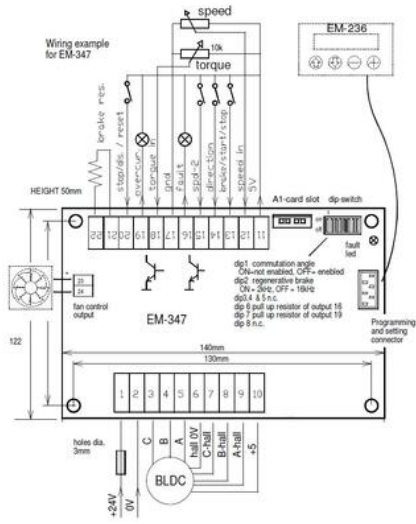 speed
EM-236
Wiring example
for EM-347
10k
torque
brake res.
stop/dis. / reset
overcur.
torque in
gnd
fault
spd-2
direction
brake/start/stop
speed in
5V
HEIGHT 50mm
A1-card slot
dip switch
22
21
20
19
18
17
16
15
14
13
12
11
on
off
fault
led
dip1 commutation angle
ON=not enabled, OFF= enabled
dip2 regenerative brake
ON = 2kHz, OFF = 16kHz
dip3,4 & 5 n.c.
dip 6 pull up resistor of output 16
dip 7 pull up resistor of output 19
dip 8 n.c.
23
24
fan control
output
EM-347
Programming
and setting
connector
122
140mm
130mm
1
2
3
4
5
6
7
8
9
10
holes dia.
3mm
+24V
0V
C
B
A
hall 0V
C-hall
B-hall
A-hall
+5
BLDC